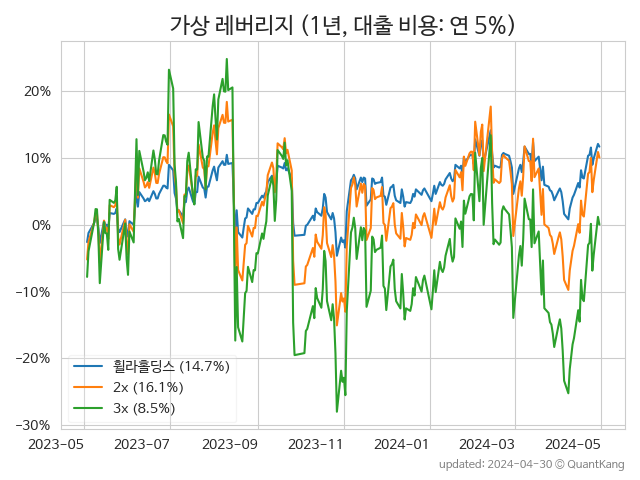 가상 레버리지 (1년, 대출 비용: 연 5%)
20%
10%
0%
−10%
−20%
−30%
휠라홀딩스 (14.7%)
2x (16.1%)
3x (8.5%)
2023-05 2023-07 2023-09 2023-11 2024-01 2024-03 2024-05
updated: 2024-04-30 © QuantKang